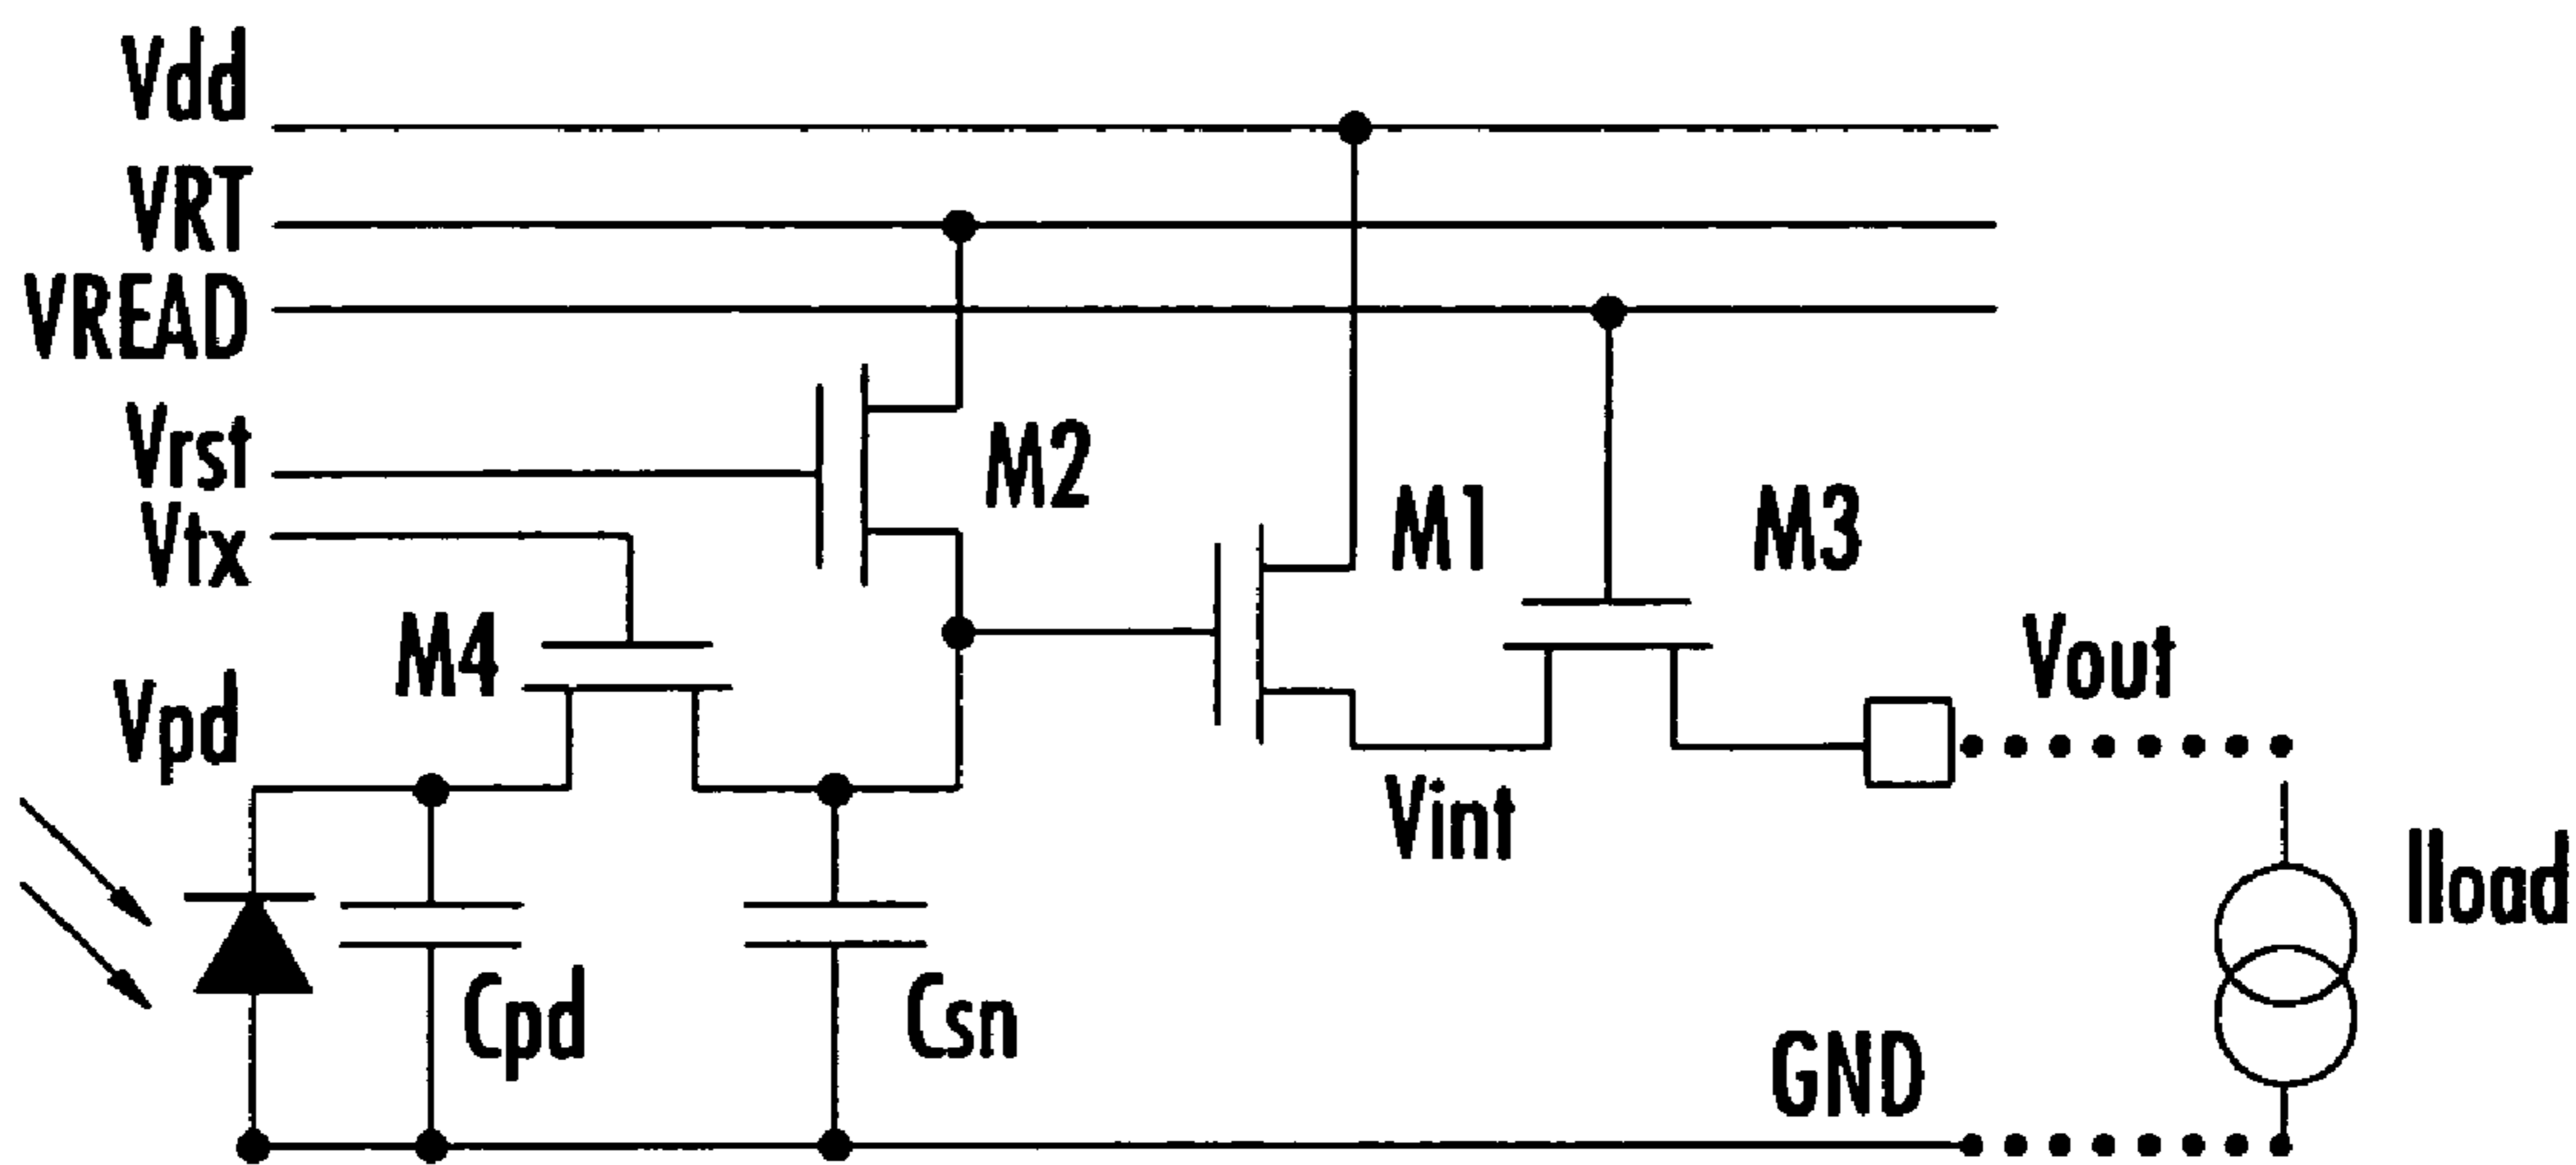 Vdd
VRT
VREAD
Vrst
M2
M1
M3
Vtx
M4
Vout
Vpd
Vint
Iload
Cpd
Csn
GND